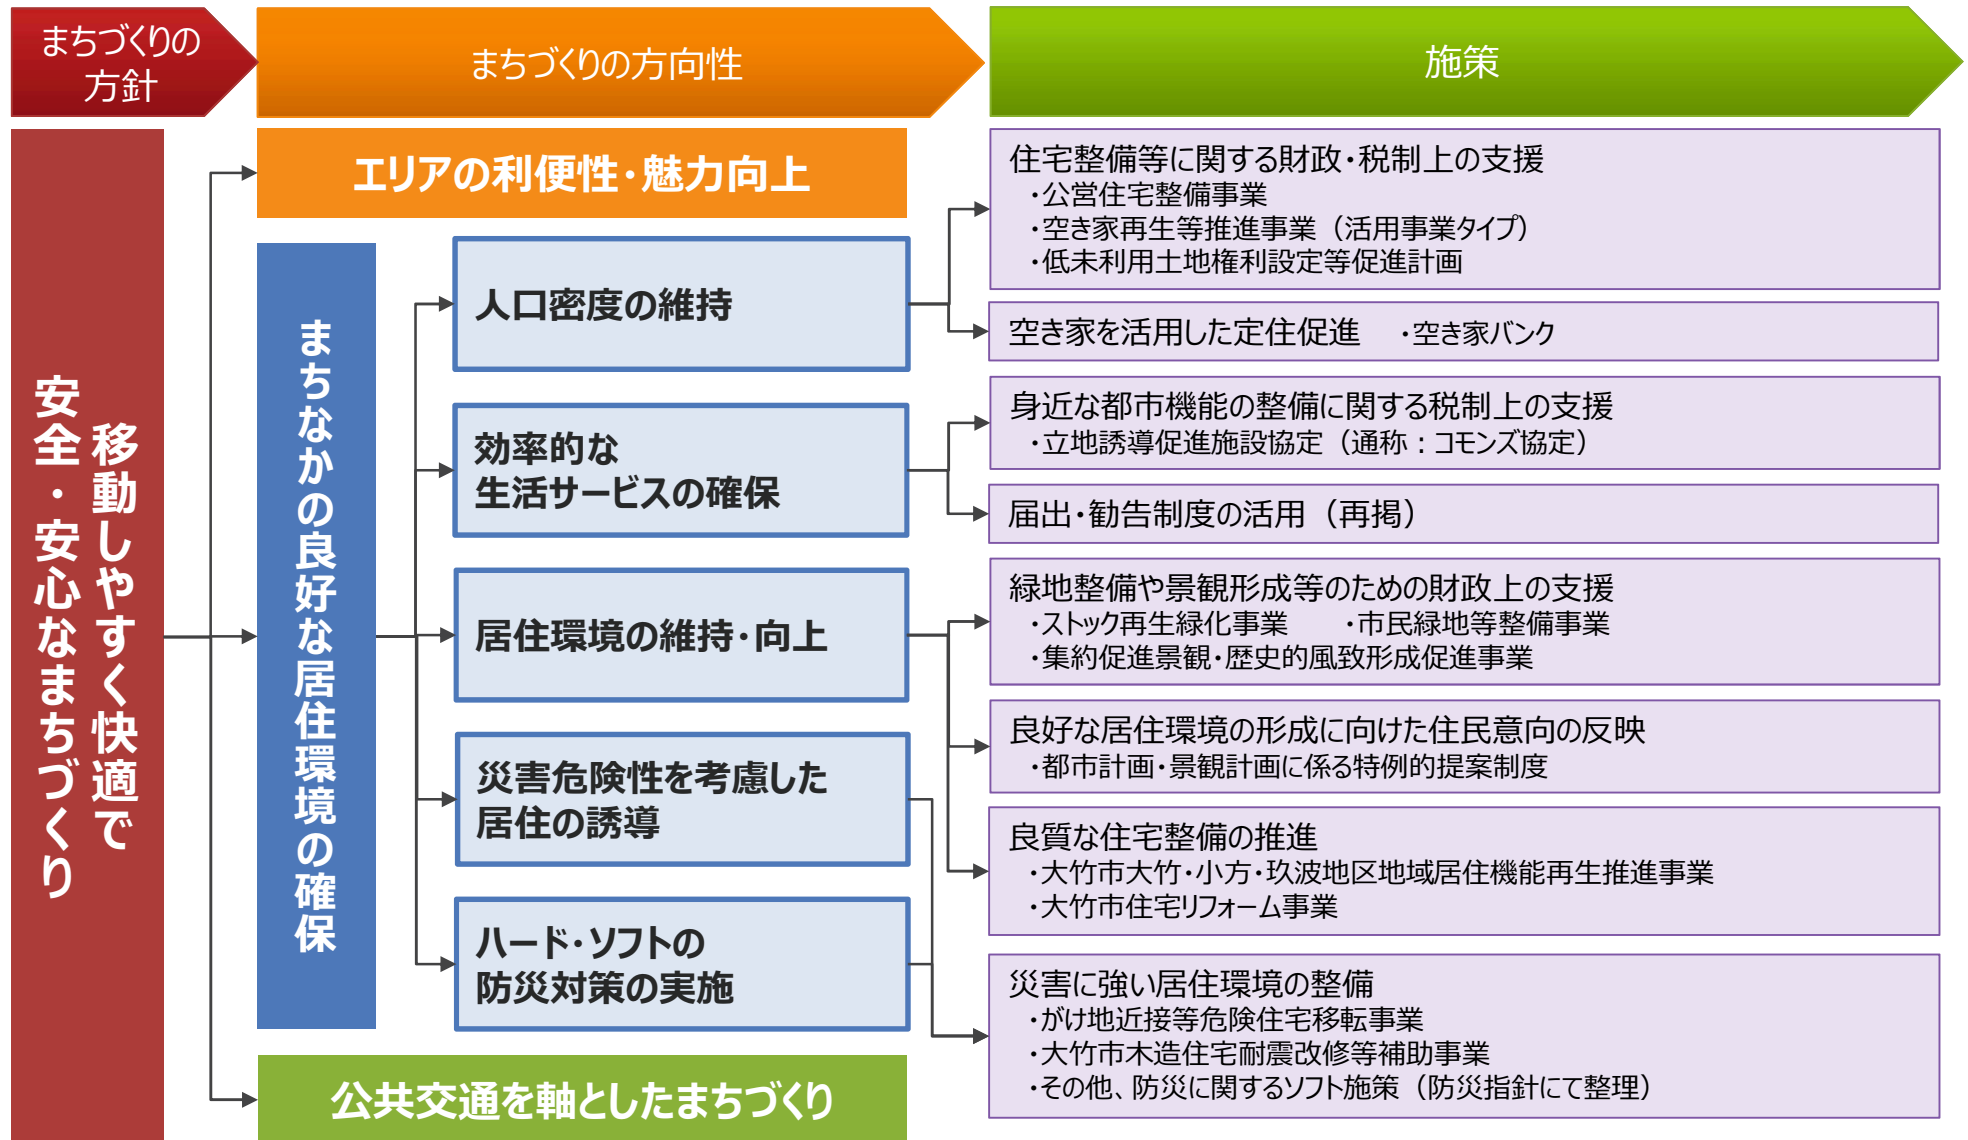 まちづくりの
方針
まちづくりの方向性
施策
移動しやすく快適で
安全・安心なまちづくり
エリアの利便性・魅力向上
まちなかの良好な居住環境の確保
人口密度の維持
効率的な
生活サービスの確保
居住環境の維持・向上
災害危険性を考慮した
居住の誘導
ハード・ソフトの
防災対策の実施
公共交通を軸としたまちづくり
住宅整備等に関する財政・税制上の支援
・公営住宅整備事業
・空き家再生等推進事業（活用事業タイプ）
・低未利用土地権利設定等促進計画
空き家を活用した定住促進　・空き家バンク
身近な都市機能の整備に関する税制上の支援
・立地誘導促進施設協定（通称：コモンズ協定）
届出・勧告制度の活用（再掲）
緑地整備や景観形成等のための財政上の支援
・ストック再生緑化事業　　・市民緑地等整備事業
・集約促進景観・歴史的風致形成促進事業
良好な居住環境の形成に向けた住民意向の反映
・都市計画・景観計画に係る特例的提案制度
良質な住宅整備の推進
・大竹市大竹・小方・玖波地区地域居住機能再生推進事業
・大竹市住宅リフォーム事業
災害に強い居住環境の整備
・がけ地近接等危険住宅移転事業
・大竹市木造住宅耐震改修等補助事業
・その他、防災に関するソフト施策（防災指針にて整理）